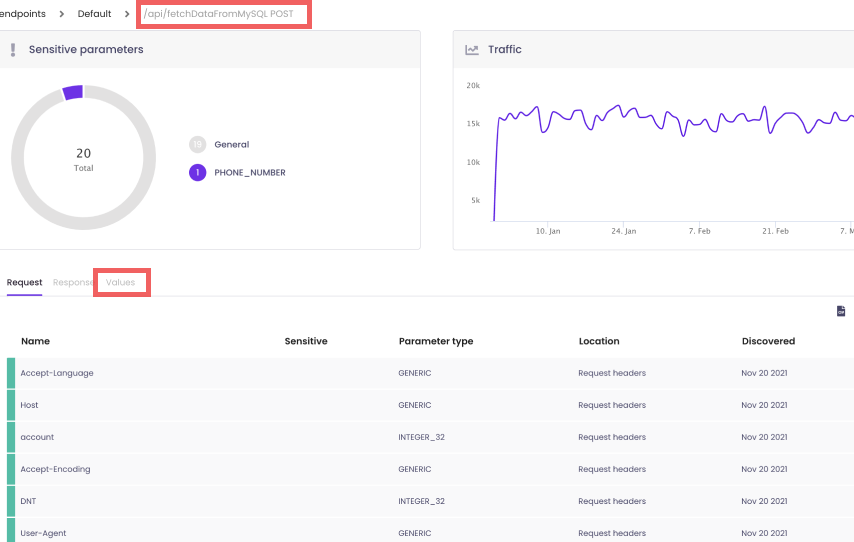 endpoints > Default > /api/fetchDataFromMySQL POST
Sensitive parameters
20
Total
19 General
1 PHONE_NUMBER
Traffic
20k
15k
10k
5k
10. Jan 24. Jan 7. Feb 21. Feb 7. M
Request Response Values
Name Sensitive Parameter type Location Discovered
Accept-Language GENERIC Request headers Nov 20 2021
Host GENERIC Request headers Nov 20 2021
account INTEGER_32 Request headers Nov 20 2021
Accept-Encoding GENERIC Request headers Nov 20 2021
DNT INTEGER_32 Request headers Nov 20 2021
User-Agent GENERIC Request headers Nov 20 2021